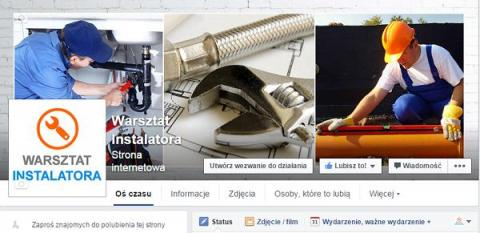 Warsztat
Instalatora
Strona
internetowa
WARSZTAT
INSTALATORA
Utwórz wezwanie do działania
Lubisz to!
Wiadomość
Oś czasu Informacje Zdjęcia Osoby, które to lubią Więcej
Zaproś znajomych do polubienia tej strony
Status Zdjęcie / film 31 Wydarzenie, ważne wydarzenie +